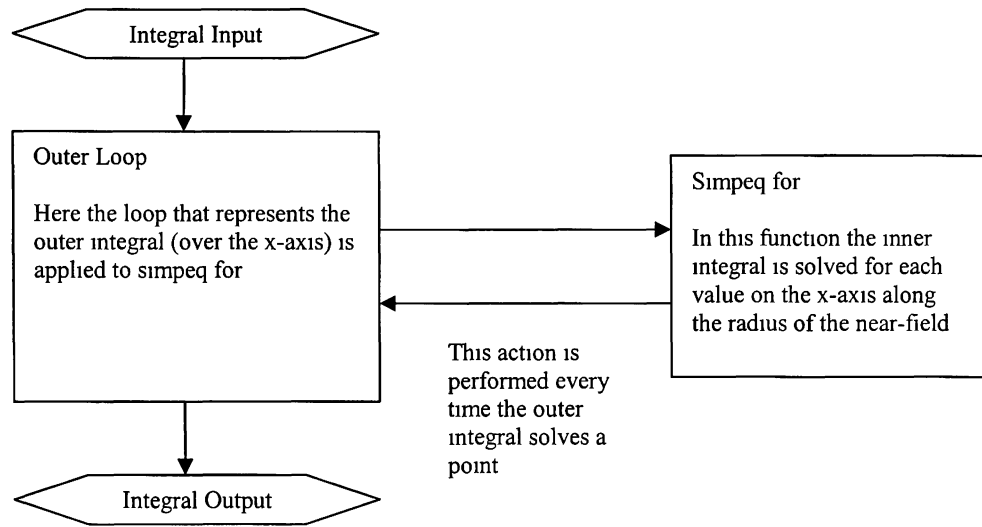 Integral Input
Outer Loop
Here the loop that represents the
outer integral (over the x-axis) is
applied to simpeq for
Simpeq for
In this function the inner
integral is solved for each
value on the x-axis along
the radius of the near-field
This action is
performed every
time the outer
integral solves a
point
Integral Output